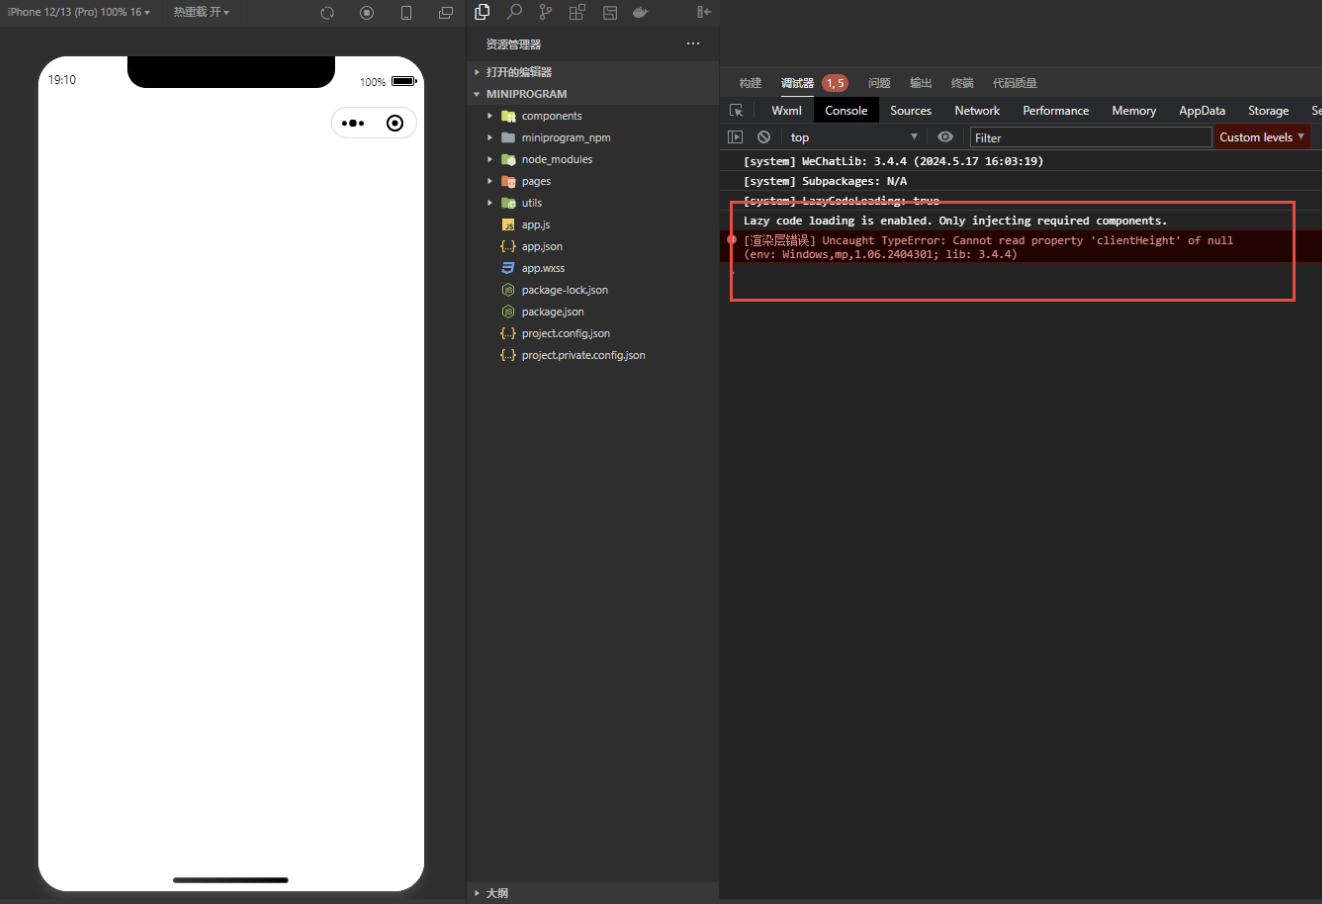 iPhone 12/13 (Pro) 100% 16 热重载 开
19:10
100%
资源管理器
打开的编辑器
MINIPROGRAM
components
miniprogram_npm
node_modules
pages
utils
app.js
app.json
app.wxss
package-lock.json
package.json
project.config.json
project.private.config.json
大纲
构建 调试器 1, 5 问题 输出 终端 代码质量
Wxml Console Sources Network Performance Memory AppData Storage Se
top Filter Custom levels
[system] WeChatLib: 3.4.4 (2024.5.17 16:03:19)
[system] Subpackages: N/A
[system] LazyCodeLoading: true
Lazy code loading is enabled. Only injecting required components.
[渲染层错误] Uncaught TypeError: Cannot read property 'clientHeight' of null
(env: Windows,mp,1.06.2404301; lib: 3.4.4)